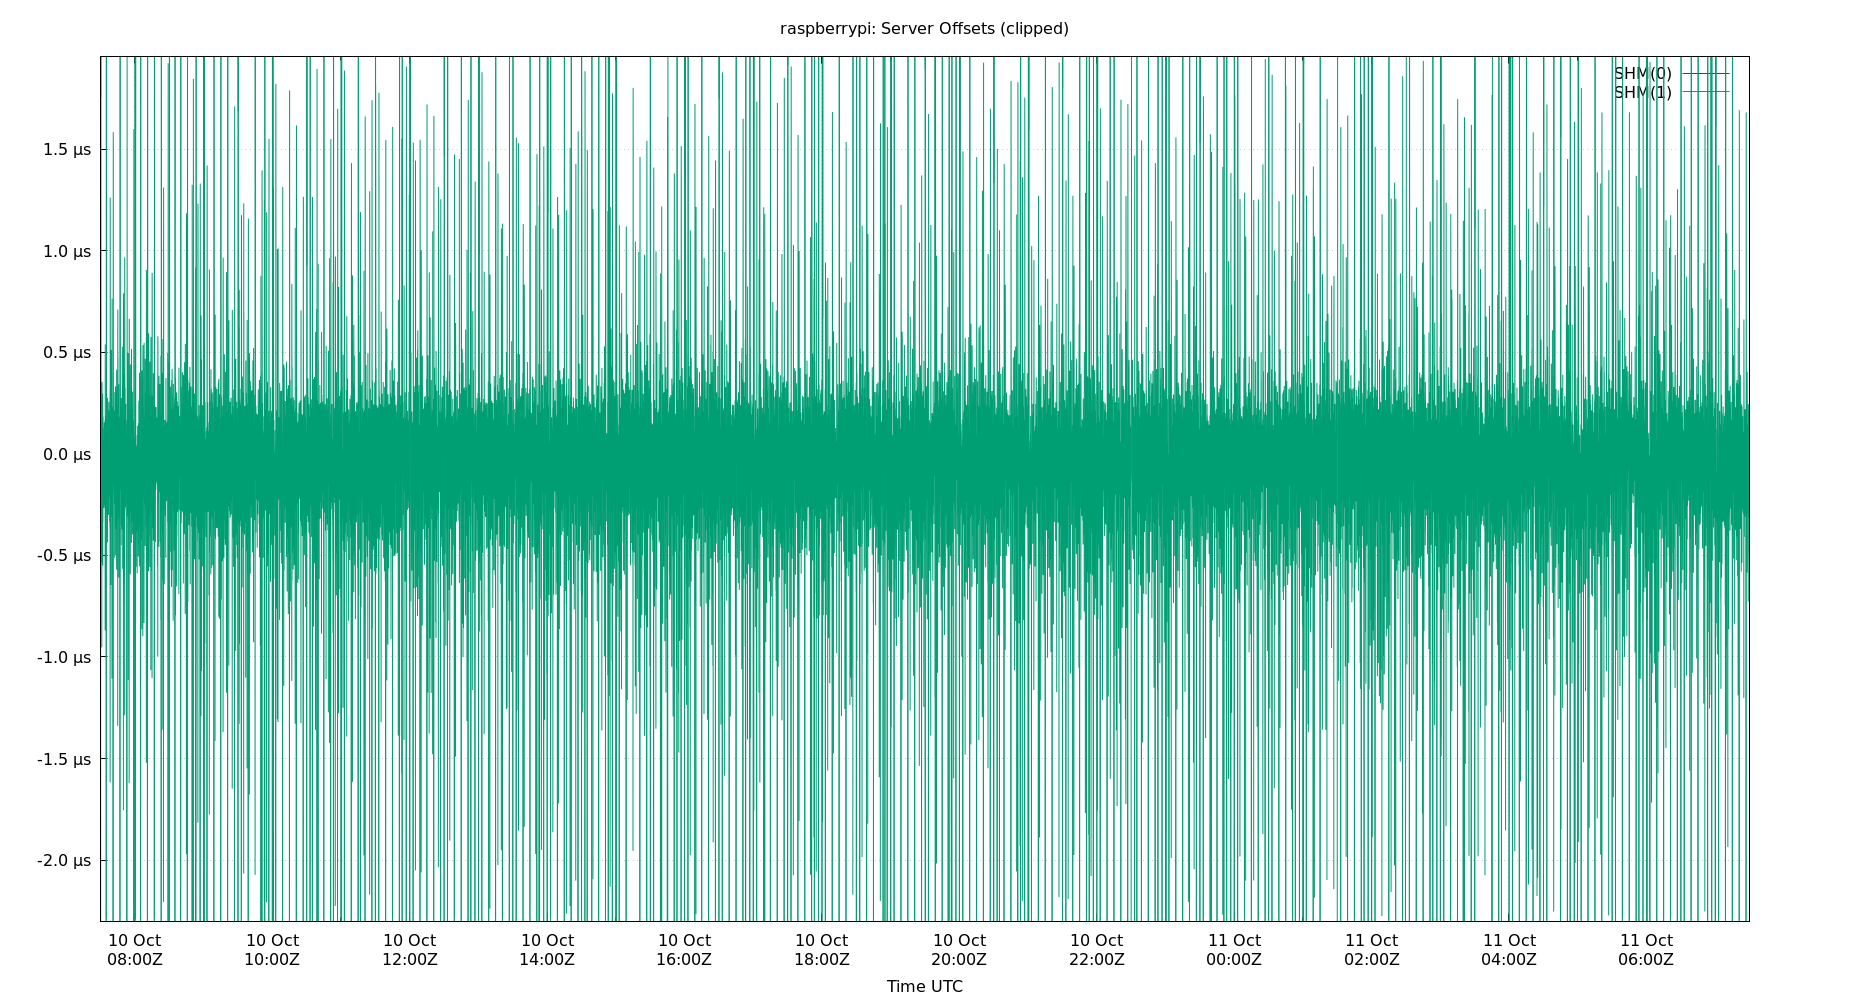 raspberrypi: Server Offsets (clipped)
SHM(0)
SHM(1)
1.5 µs
1.0 µs
0.5 µs
0.0 µs
-0.5 µs
-1.0 µs
-1.5 µs
-2.0 µs
10 Oct 10 Oct 10 Oct 10 Oct 10 Oct 10 Oct 10 Oct 10 Oct 11 Oct 11 Oct 11 Oct 11 Oct
08:00Z 10:00Z 12:00Z 14:00Z 16:00Z 18:00Z 20:00Z 22:00Z 00:00Z 02:00Z 04:00Z 06:00Z
Time UTC